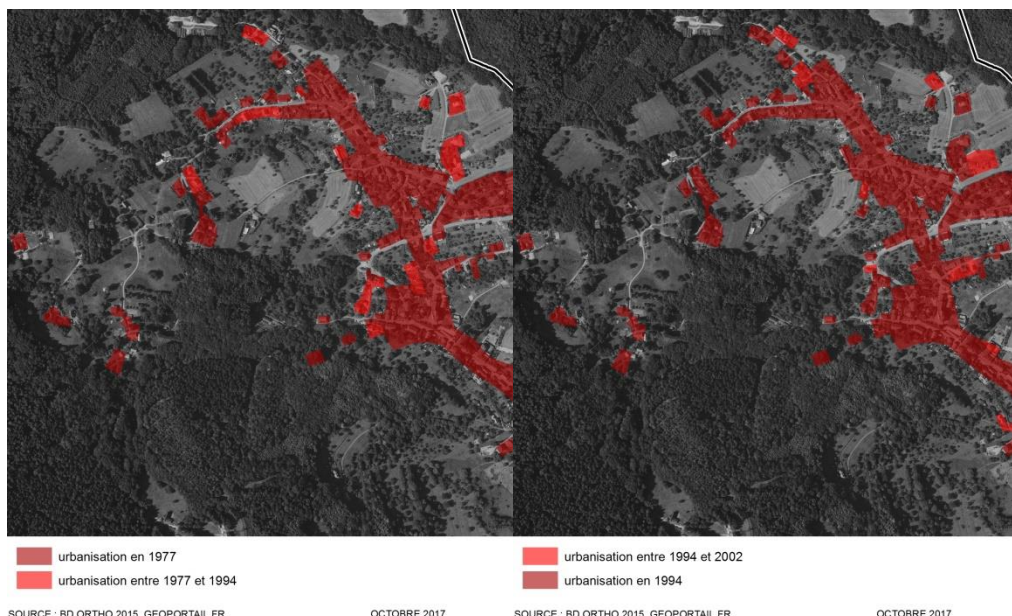 urbanisation en 1977
urbanisation entre 1977 et 1994
SOURCE : BD ORTHO 2015, GEOPORTAIL.FR
OCTOBRE 2017
urbanisation entre 1994 et 2002
urbanisation en 1994
SOURCE : BD ORTHO 2015, GEOPORTAIL.FR
OCTOBRE 2017